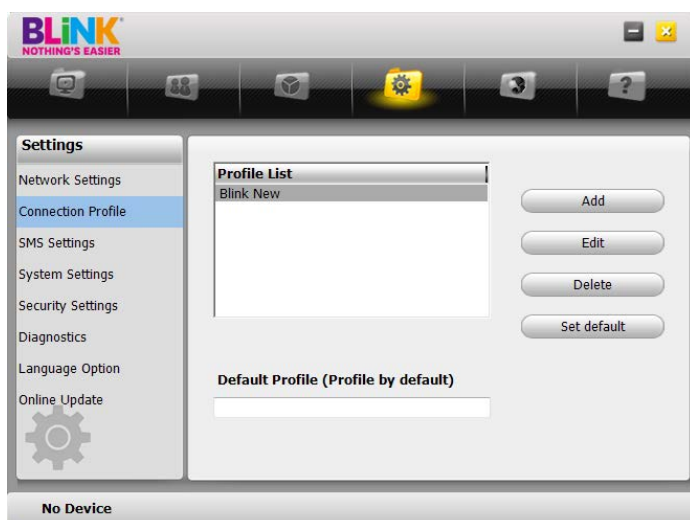 BLiNK
NOTHING'S EASIER
?
Settings
Network Settings
Connection Profile
SMS Settings
System Settings
Security Settings
Diagnostics
Language Option
Online Update
Profile List
Blink New
Add
Edit
Delete
Set default
Default Profile (Profile by default)
No Device